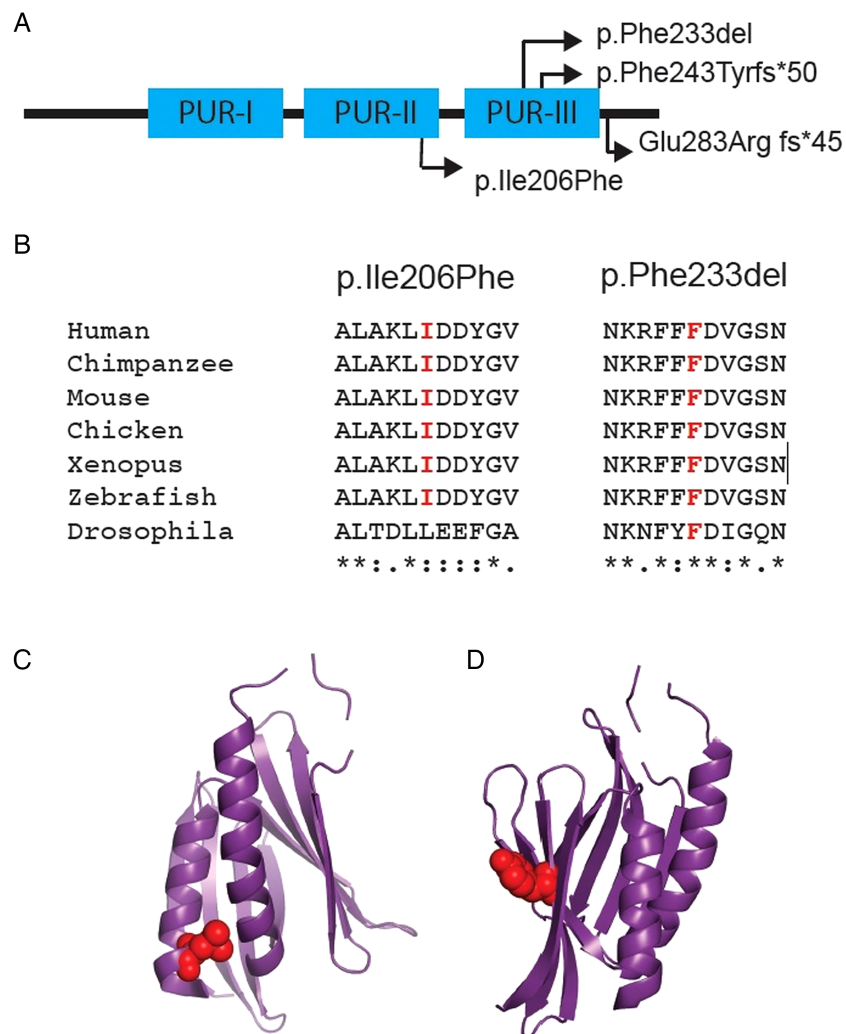 A
p.Phe233del
p.Phe243Tyrfs*50
PUR-I PUR-II PUR-III
Glu283Arg fs*45
p.Ile206Phe
B
p.Ile206Phe p.Phe233del
Human ALAKLIDDYGV NKRFFFDVGSN
Chimpanzee ALAKLIDDYGV NKRFFFDVGSN
Mouse ALAKLIDDYGV NKRFFFDVGSN
Chicken ALAKLIDDYGV NKRFFFDVGSN
Xenopus ALAKLIDDYGV NKRFFFDVGSN
Zebrafish ALAKLIDDYGV NKRFFFDVGSN
Drosophila ALTDLLEEFGA NKNFYFDIGQN
**:.*::::*. **.*:**:*.*
C D